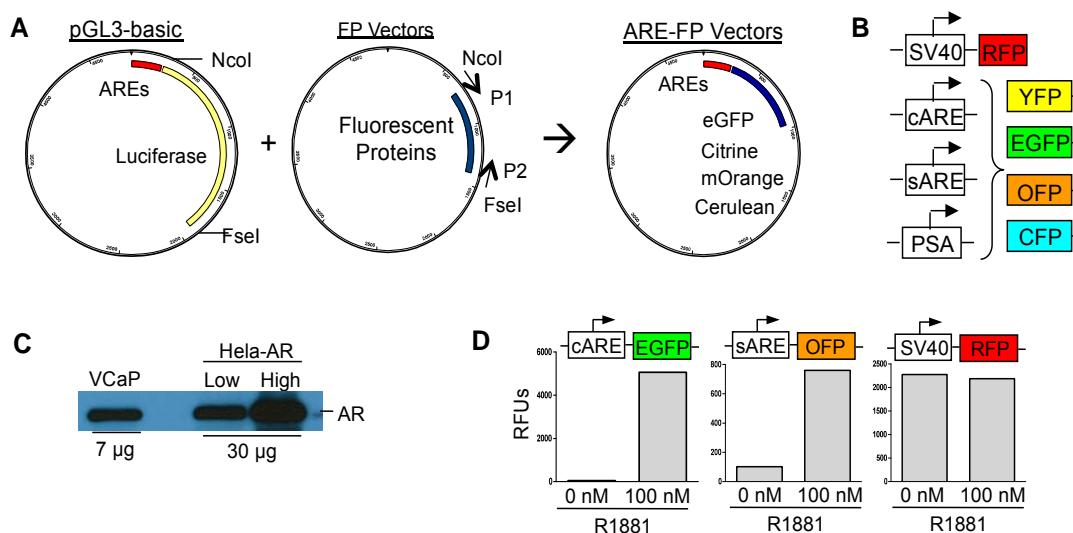 A
pGL3-basic
NcoI
AREs
Luciferase
FseI
+
FP Vectors
NcoI
P1
Fluorescent
Proteins
P2
FseI
ARE-FP Vectors
AREs
eGFP
Citrine
mOrange
Cerulean
B
SV40 RFP
cARE
sARE
PSA
YFP
EGFP
OFP
CFP
C
Hela-AR
VCaP Low High
AR
7 µg 30 µg
D
cARE EGFP
RFUs
6000
4000
2000
0
0 nM 100 nM
R1881
sARE OFP
800
600
400
200
0
0 nM 100 nM
R1881
SV40 RFP
2500
2000
1500
1000
500
0
0 nM 100 nM
R1881